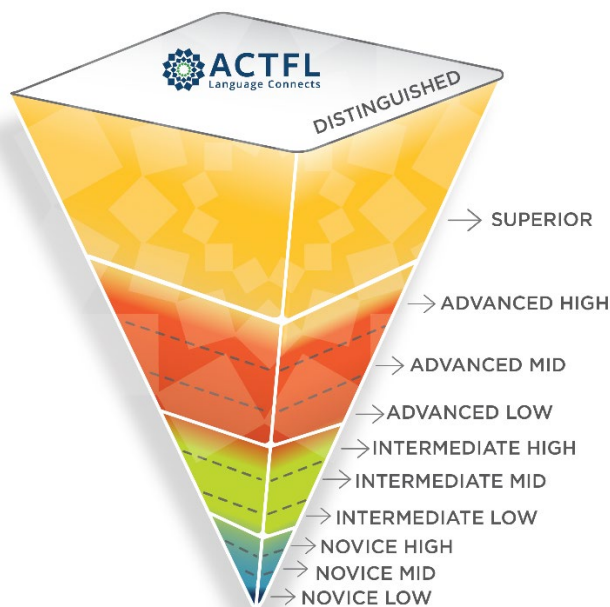 ACTFL
Language Connects
DISTINGUISHED
SUPERIOR
ADVANCED HIGH
ADVANCED MID
ADVANCED LOW
INTERMEDIATE HIGH
INTERMEDIATE MID
INTERMEDIATE LOW
NOVICE HIGH
NOVICE MID
NOVICE LOW